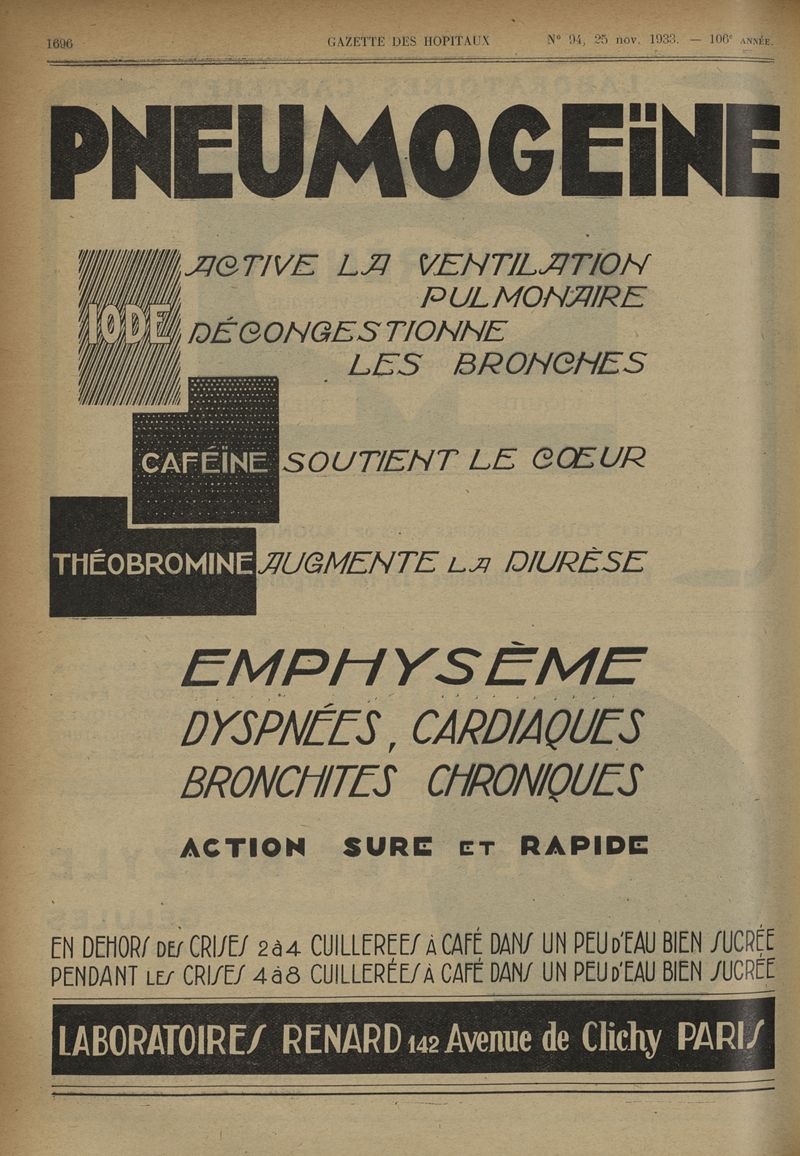 1696 GAZETTE DES HOPITAUX N° 94, 25 nov. 1933. — 106e ANNÉE.
PNEUMOGEÏNE
ACTIVE LA VENTILATION
PULMONAIRE
IODE DÉCONGESTIONNE
LES BRONCHES
CAFÉÏNE SOUTIENT LE CŒUR
THÉOBROMINE AUGMENTE LA DIURÈSE
EMPHYSÈME
DYSPNÉES, CARDIAQUES
BRONCHITES CHRONIQUES
ACTION SURE ET RAPIDE
EN DEHORS DES CRISES 2 à 4 CUILLEREES À CAFÉ DANS UN PEU D'EAU BIEN SUCRÉE
PENDANT LES CRISES 4 à 8 CUILLERÉES À CAFÉ DANS UN PEU D'EAU BIEN SUCRÉE
LABORATOIRES RENARD 142 Avenue de Clichy PARIS